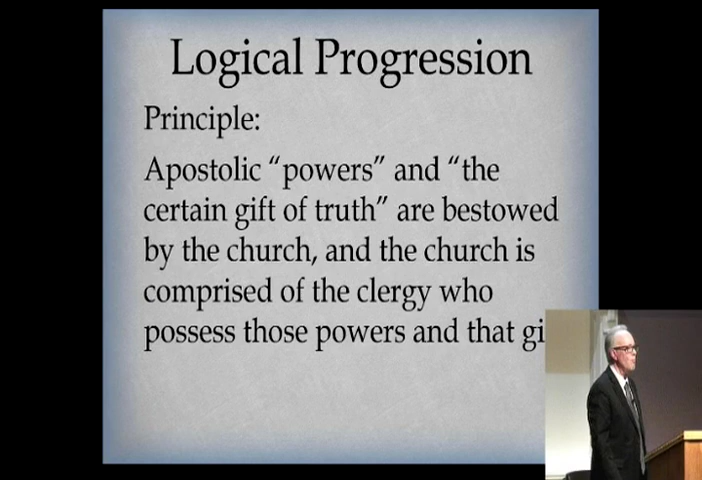 Logical Progression
Principle:
Apostolic “powers” and “the
certain gift of truth” are bestowed
by the church, and the church is
comprised of the clergy who
possess those powers and that